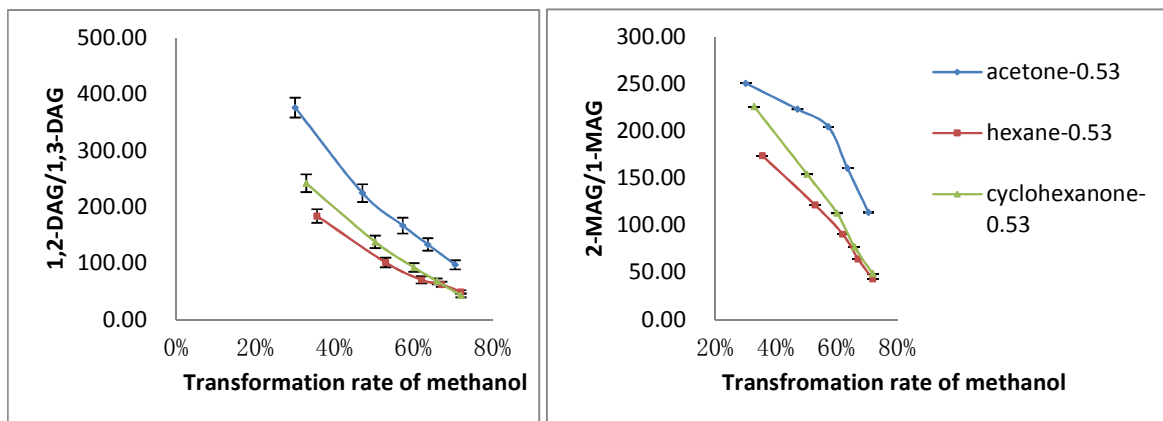 500.00
400.00
300.00
200.00
100.00
0.00
1,2-DAG/1,3-DAG
0% 20% 40% 60% 80%
Transformation rate of methanol
300.00
250.00
200.00
150.00
100.00
50.00
0.00
2-MAG/1-MAG
20% 40% 60% 80%
Transfromation rate of methanol
acetone-0.53
hexane-0.53
cyclohexanone-
0.53